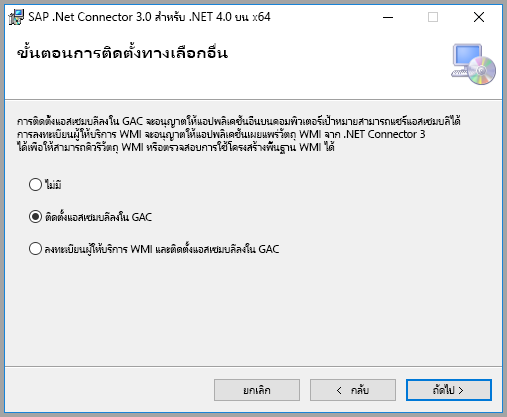 SAP .Net Connector 3.0 สำหรับ .NET 4.0 บน x64
ขั้นตอนการติดตั้งทางเลือกอื่น
การติดตั้งแอสเซมบลีลงใน GAC จะอนุญาตให้แอปพลิเคชันอื่นบนคอมพิวเตอร์เป้าหมายสามารถแชร์แอสเซมบลีได้
การลงทะเบียนผู้ให้บริการ WMI จะอนุญาตให้แอปพลิเคชันเผยแพร่วัตถุ WMI จาก .NET Connector 3
ได้เพื่อให้สามารถคิวรีวัตถุ WMI หรือตรวจสอบการใช้โครงสร้างพื้นฐาน WMI ได้
ไม่มี
ติดตั้งแอสเซมบลีลงใน GAC
ลงทะเบียนผู้ให้บริการ WMI และติดตั้งแอสเซมบลีลงใน GAC
ยกเลิก
< กลับ
ถัดไป >